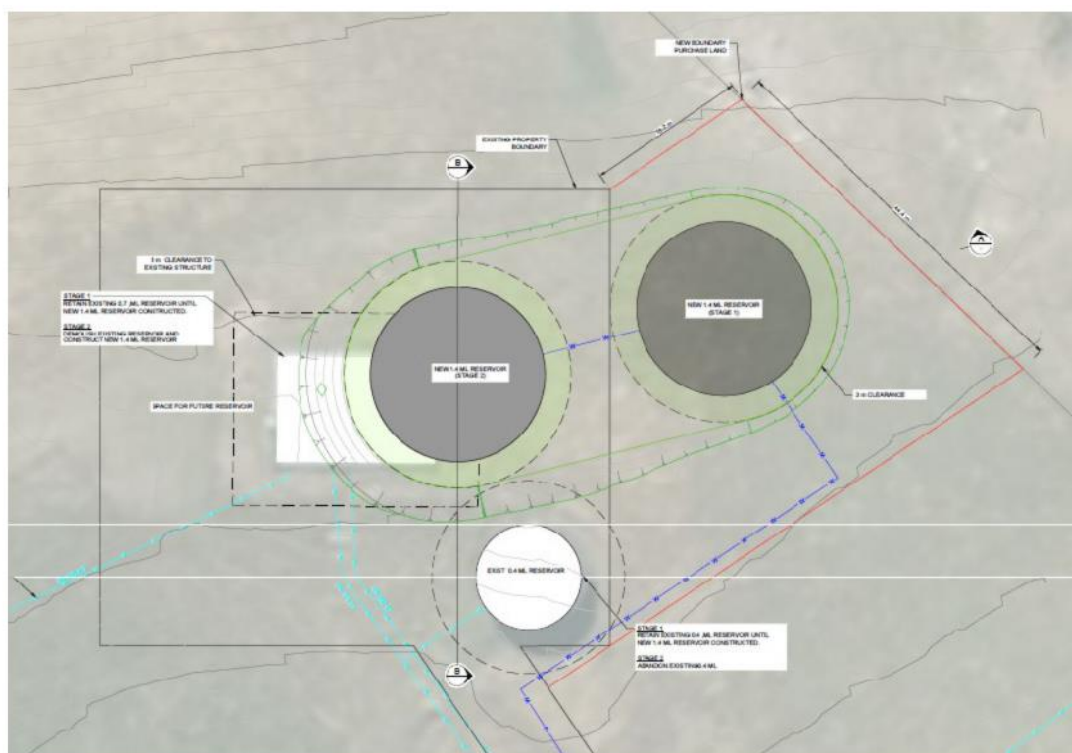 NEW BOUNDARY
PURCHASE LAND
EXISTING PROPERTY
BOUNDARY
B
1 m CLEARANCE TO
EXISTING STRUCTURE
STAGE 1
RETAIN EXISTING 0.7 ML RESERVOIR UNTIL
NEW 1.4 ML RESERVOIR CONSTRUCTED.
STAGE 2
DEMOLISH EXISTING RESERVOIR AND
CONSTRUCT NEW 1.4 ML RESERVOIR
NEW 1.4 ML RESERVOIR
(STAGE 1)
NEW 1.4 ML RESERVOIR
(STAGE 2)
SPACE FOR FUTURE RESERVOIR
3 m CLEARANCE
EXIST 0.4 ML RESERVOIR
STAGE 1
RETAIN EXISTING 0.4 ML RESERVOIR UNTIL
NEW 1.4 ML RESERVOIR CONSTRUCTED.
STAGE 2
ABANDON EXISTING 0.4 ML
B